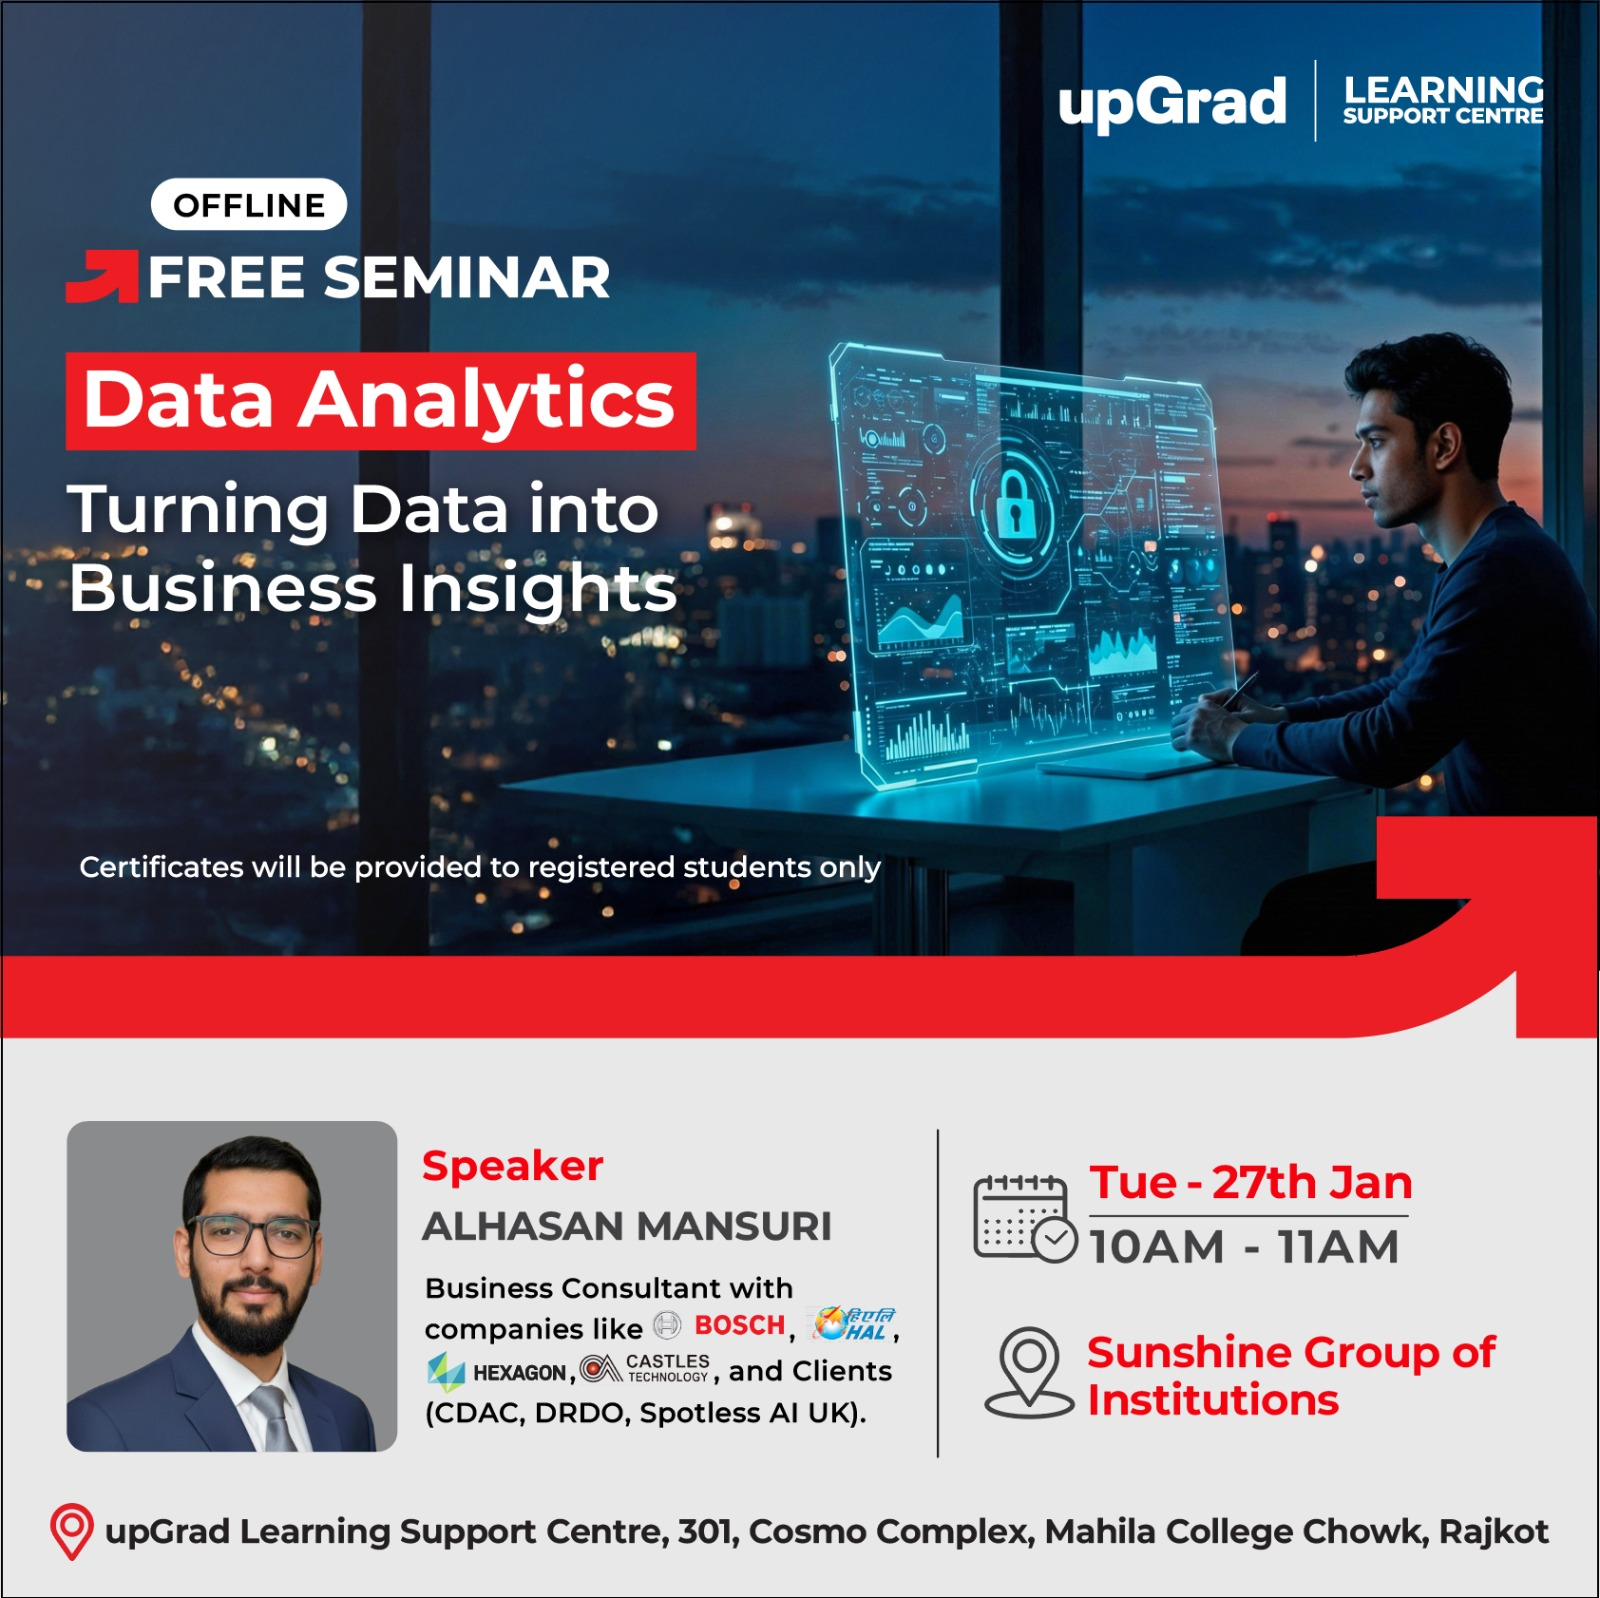 upGrad
LEARNING
SUPPORT CENTRE
OFFLINE
FREE SEMINAR
Data Analytics
Turning Data into
Business Insights
Certificates will be provided to registered students only
Speaker
ALHASAN MANSURI
Business Consultant with
companies like BOSCH, हिएलि HAL,
HEXAGON, CASTLES TECHNOLOGY, and Clients
(CDAC, DRDO, Spotless AI UK).
Tue - 27th Jan
10AM - 11AM
Sunshine Group of
Institutions
upGrad Learning Support Centre, 301, Cosmo Complex, Mahila College Chowk, Rajkot